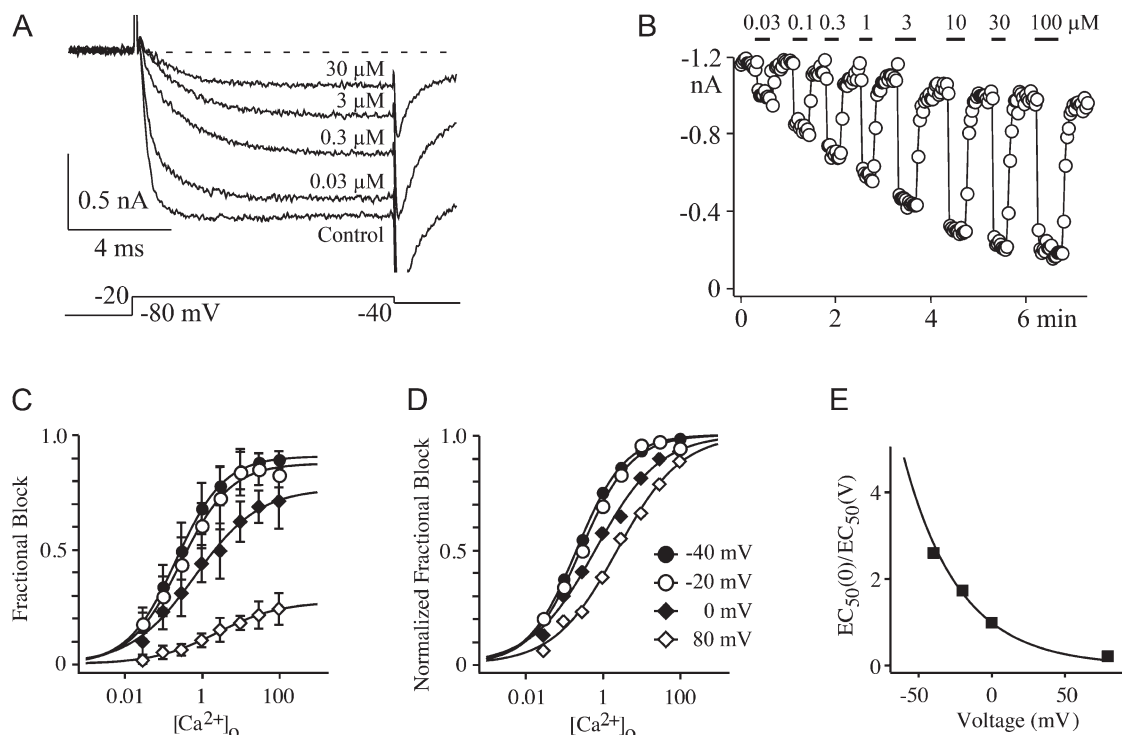 A
30 µM
3 µM
0.3 µM
0.03 µM
Control
0.5 nA
4 ms
-20
-80 mV
-40
B
0.03 0.1 0.3 1 3 10 30 100 µM
-1.2
nA
-0.8
-0.4
0
0 2 4 6 min
C
Fractional Block
1.0
0.5
0
0.01 1 100
[Ca2+]o
D
Normalized Fractional Block
1.0
0.5
0
-40 mV
-20 mV
0 mV
80 mV
0.01 1 100
[Ca2+]o
E
EC50(0)/EC50(V)
4
2
0
-50 0 50
Voltage (mV)